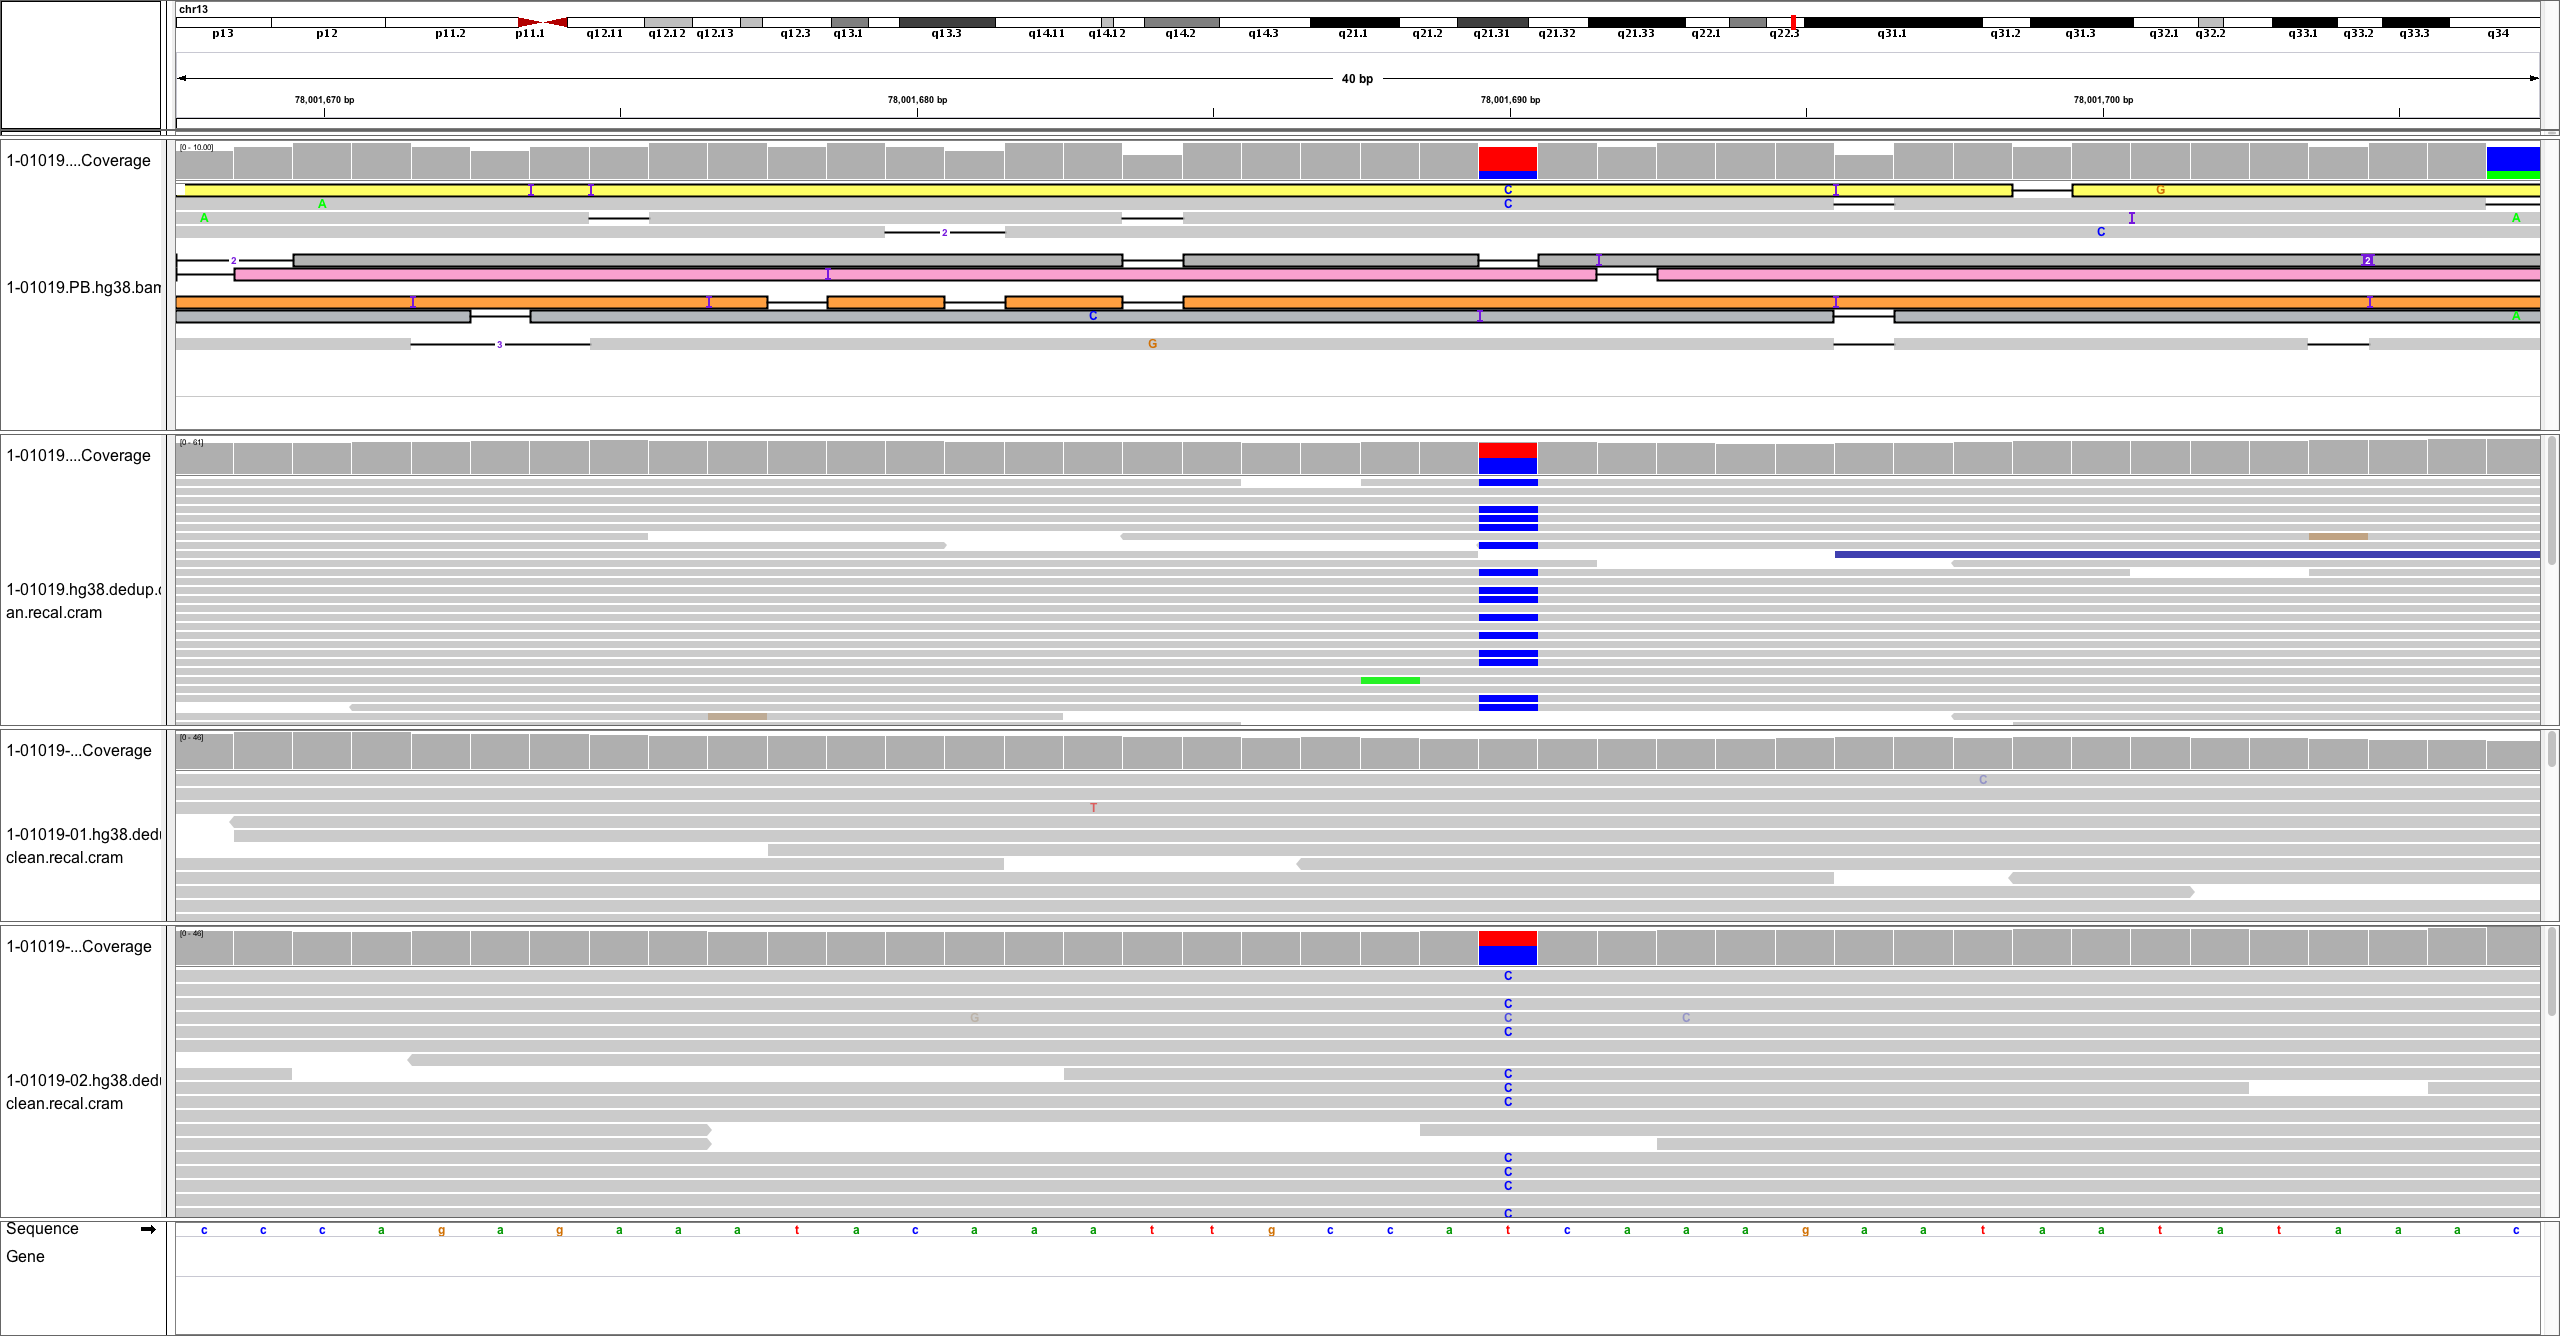 chr13
p13 p12 p11.2 p11.1 q12.11 q12.12 q12.13 q12.3 q13.1 q13.3 q14.11 q14.12 q14.2 q14.3 q21.1 q21.2 q21.31 q21.32 q21.33 q22.1 q22.3 q31.1 q31.2 q31.3 q32.1 q32.2 q33.1 q33.2 q33.3 q34
40 bp
78,001,670 bp 78,001,680 bp 78,001,690 bp 78,001,700 bp
1-01019....Coverage
[0 - 10.00]
C G
A C
A A
2 C
2 2
1-01019.PB.hg38.bam
C A
3 G
1-01019....Coverage
[0 - 61]
1-01019.hg38.dedup.c
an.recal.cram
1-01019-...Coverage
[0 - 46]
C
T
1-01019-01.hg38.dedu
clean.recal.cram
1-01019-...Coverage
[0 - 46]
C
C
G C C
C
C
1-01019-02.hg38.dedu
C
clean.recal.cram
C
C
C
C
C
Sequence c c c a g a g a a a t a c a a a t t g c c a t c a a a g a a t a a t a t a a a c
Gene